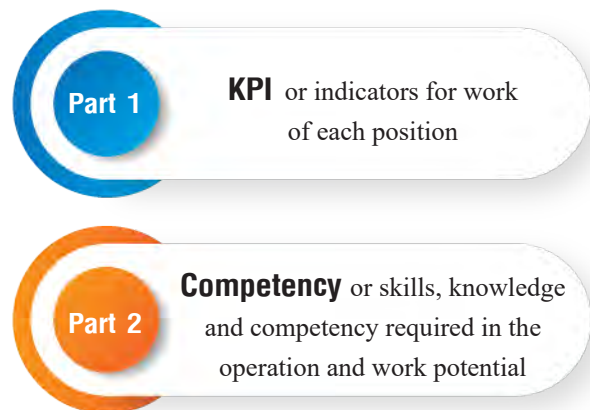 Part 1
KPI or indicators for work
of each position
Part 2
Competency or skills, knowledge
and competency required in the
operation and work potential